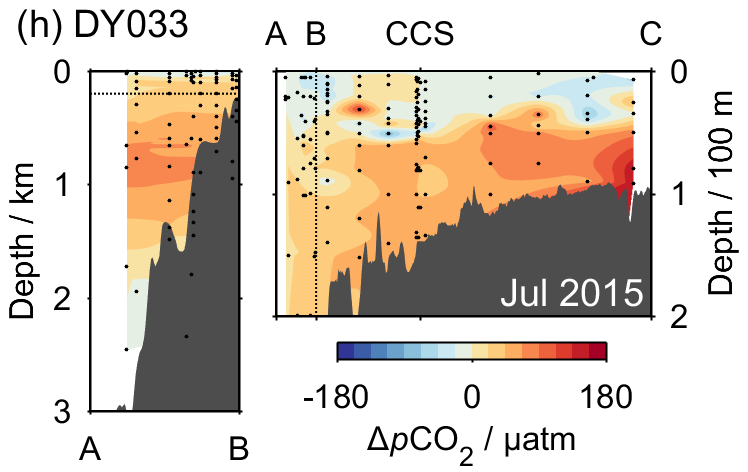 (h) DY033
A B CCS C
0
1
2
3
Depth / km
A B
0
1
2
Depth / 100 m
Jul 2015
-180 0 180
ΔpCO₂ / µatm